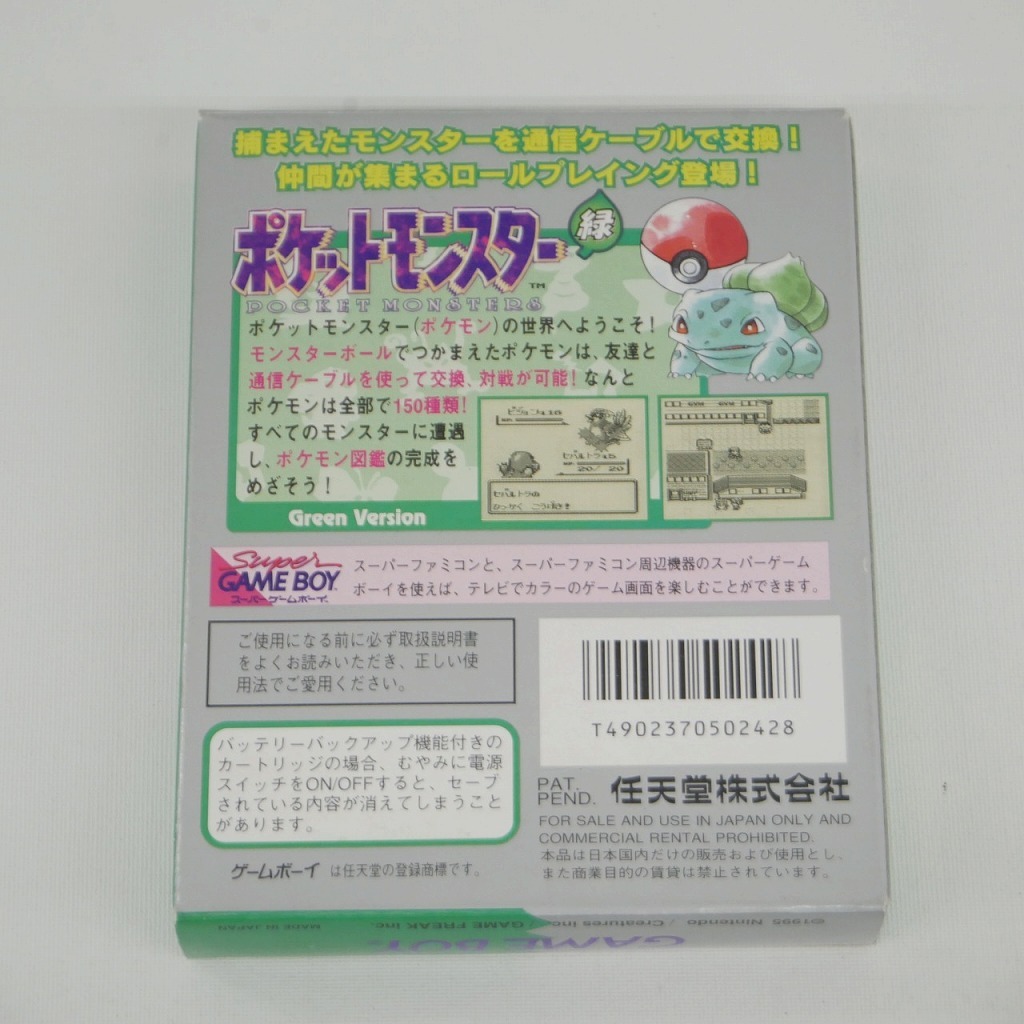 捕まえたモンスターを通信ケーブルで交換！
仲間が集まるロールプレイング登場！
ポケットモンスター 緑
TM
POCKET MONSTERS
ポケットモンスター(ポケモン)の世界へようこそ！
モンスターボールでつかまえたポケモンは、友達と
通信ケーブルを使って交換、対戦が可能！なんと
ポケモンは全部で150種類！
すべてのモンスターに遭遇
し、ポケモン図鑑の完成を
めざそう！
20/ 20
Green Version
Super
GAME BOY
スーパーゲームボーイ
スーパーファミコンと、スーパーファミコン周辺機器のスーパーゲーム
ボーイを使えば、テレビでカラーのゲーム画面を楽しむことができます。
ご使用になる前に必ず取扱説明書
をよくお読みいただき、正しい使
用法でご愛用ください。
T4902370502428
バッテリーバックアップ機能付きの
カートリッジの場合、むやみに電源
スイッチをON/OFFすると、セーブ
されている内容が消えてしまうこと
があります。
PAT.
PEND. 任天堂株式会社
FOR SALE AND USE IN JAPAN ONLY AND
COMMERCIAL RENTAL PROHIBITED.
本品は日本国内だけの販売および使用とし、
また商業目的の賃貸は禁止されています。
ゲームボーイ は任天堂の登録商標です。
©1995 Nintendo / Creatures inc. / GAME FREAK inc.
MADE IN JAPAN
GAME BOY